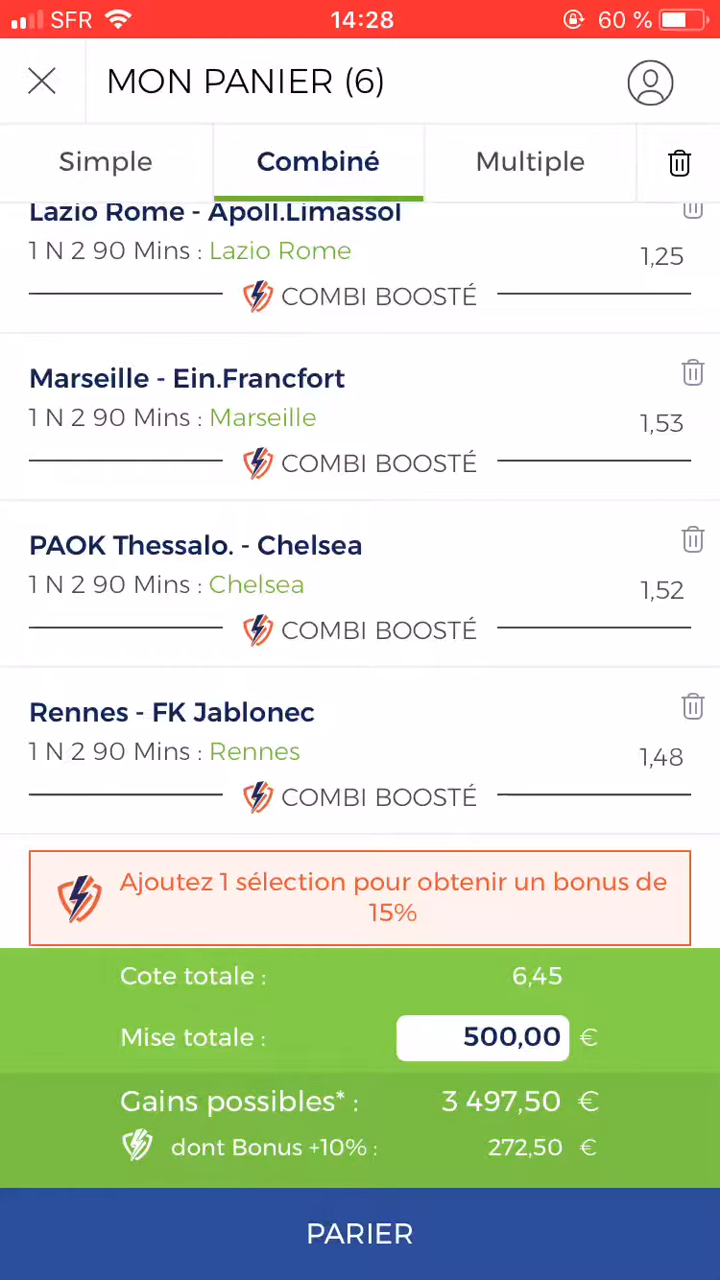 SFR 14:28 60 %
MON PANIER (6)
Simple Combiné Multiple
Lazio Rome - Apoll.Limassol
1 N 2 90 Mins : Lazio Rome 1,25
COMBI BOOSTÉ
Marseille - Ein.Francfort
1 N 2 90 Mins : Marseille 1,53
COMBI BOOSTÉ
PAOK Thessalo. - Chelsea
1 N 2 90 Mins : Chelsea 1,52
COMBI BOOSTÉ
Rennes - FK Jablonec
1 N 2 90 Mins : Rennes 1,48
COMBI BOOSTÉ
Ajoutez 1 sélection pour obtenir un bonus de
15%
Cote totale : 6,45
Mise totale : 500,00 €
Gains possibles* : 3 497,50 €
dont Bonus +10% : 272,50 €
PARIER